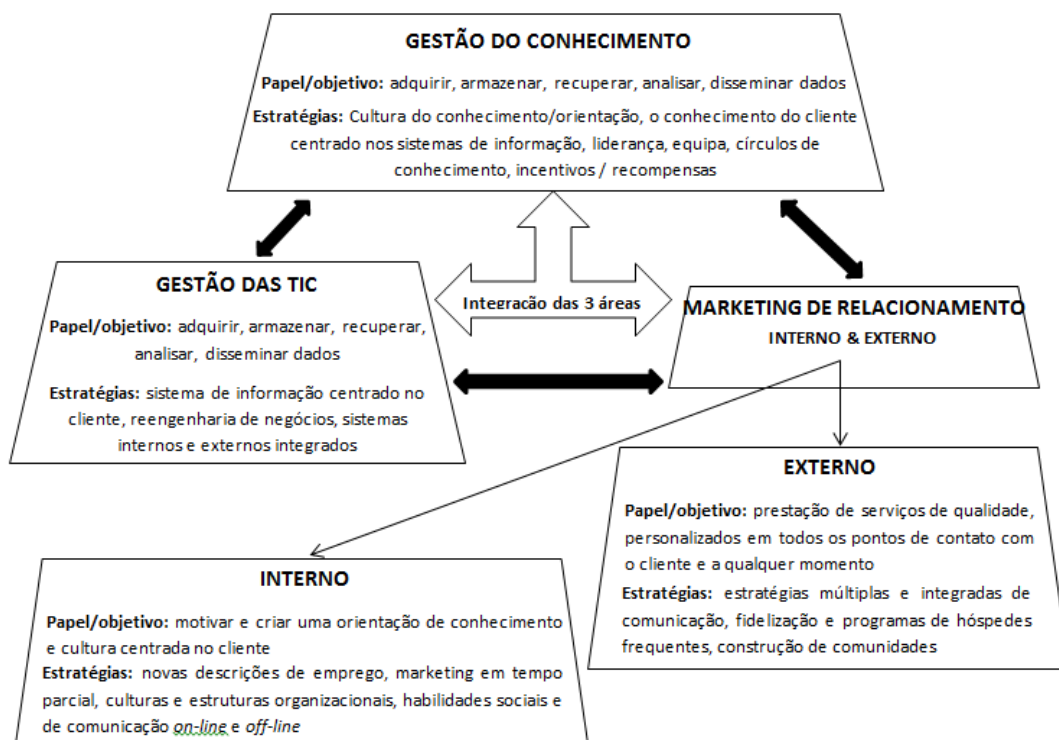 GESTÃO DO CONHECIMENTO
Papel/objetivo: adquirir, armazenar, recuperar, analisar, disseminar dados
Estratégias: Cultura do conhecimento/orientação, o conhecimento do cliente
centrado nos sistemas de informação, liderança, equipa, círculos de
conhecimento, incentivos / recompensas
GESTÃO DAS TIC
Papel/objetivo: adquirir, armazenar, recuperar,
analisar, disseminar dados
Estratégias: sistema de informação centrado no
cliente, reengenharia de negócios, sistemas
internos e externos integrados
Integração das 3 áreas
MARKETING DE RELACIONAMENTO
INTERNO & EXTERNO
EXTERNO
Papel/objetivo: prestação de serviços de qualidade,
personalizados em todos os pontos de contato com
o cliente e a qualquer momento
Estratégias: estratégias múltiplas e integradas de
comunicação, fidelização e programas de hóspedes
frequentes, construção de comunidades
INTERNO
Papel/objetivo: motivar e criar uma orientação de conhecimento
e cultura centrada no cliente
Estratégias: novas descrições de emprego, marketing em tempo
parcial, culturas e estruturas organizacionais, habilidades sociais e
de comunicação on-line e off-line